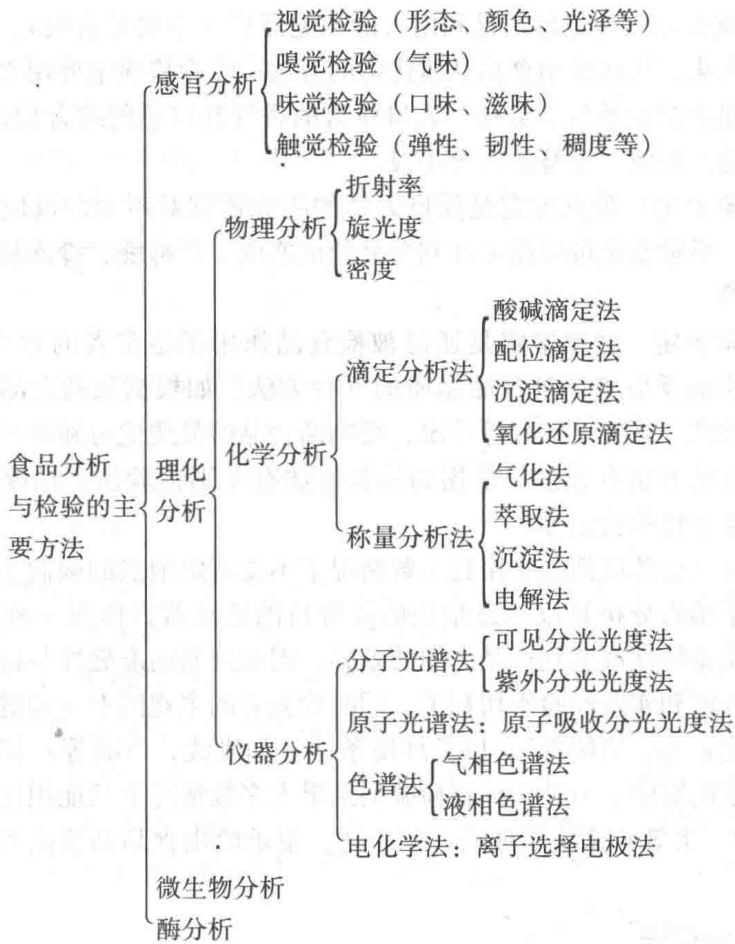 视觉检验（形态、颜色、光泽等）
嗅觉检验（气味）
感官分析
味觉检验（口味、滋味）
触觉检验（弹性、韧性、稠度等）
折射率
物理分析
旋光度
密度
酸碱滴定法
配位滴定法
滴定分析法
沉淀滴定法
氧化还原滴定法
食品分析
与检验的主
要方法
理化
分析
化学分析
气化法
萃取法
称量分析法
沉淀法
电解法
可见分光光度法
分子光谱法
紫外分光光度法
原子光谱法：原子吸收分光光度法
仪器分析
气相色谱法
色谱法
液相色谱法
电化学法：离子选择电极法
微生物分析
酶分析